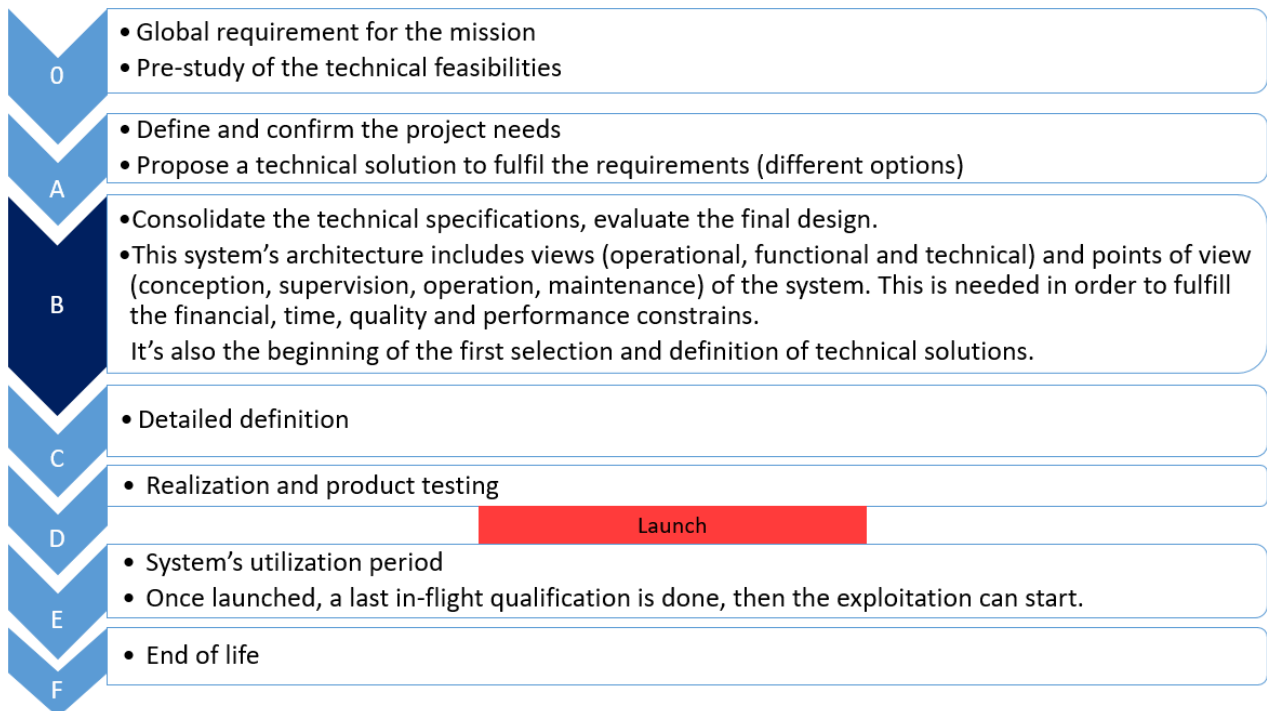 0
• Global requirement for the mission
• Pre-study of the technical feasibilities
A
• Define and confirm the project needs
• Propose a technical solution to fulfil the requirements (different options)
B
•Consolidate the technical specifications, evaluate the final design.
•This system’s architecture includes views (operational, functional and technical) and points of view
(conception, supervision, operation, maintenance) of the system. This is needed in order to fulfill
the financial, time, quality and performance constrains.
It’s also the beginning of the first selection and definition of technical solutions.
C
• Detailed definition
D
• Realization and product testing
Launch
E
• System’s utilization period
• Once launched, a last in-flight qualification is done, then the exploitation can start.
F
• End of life